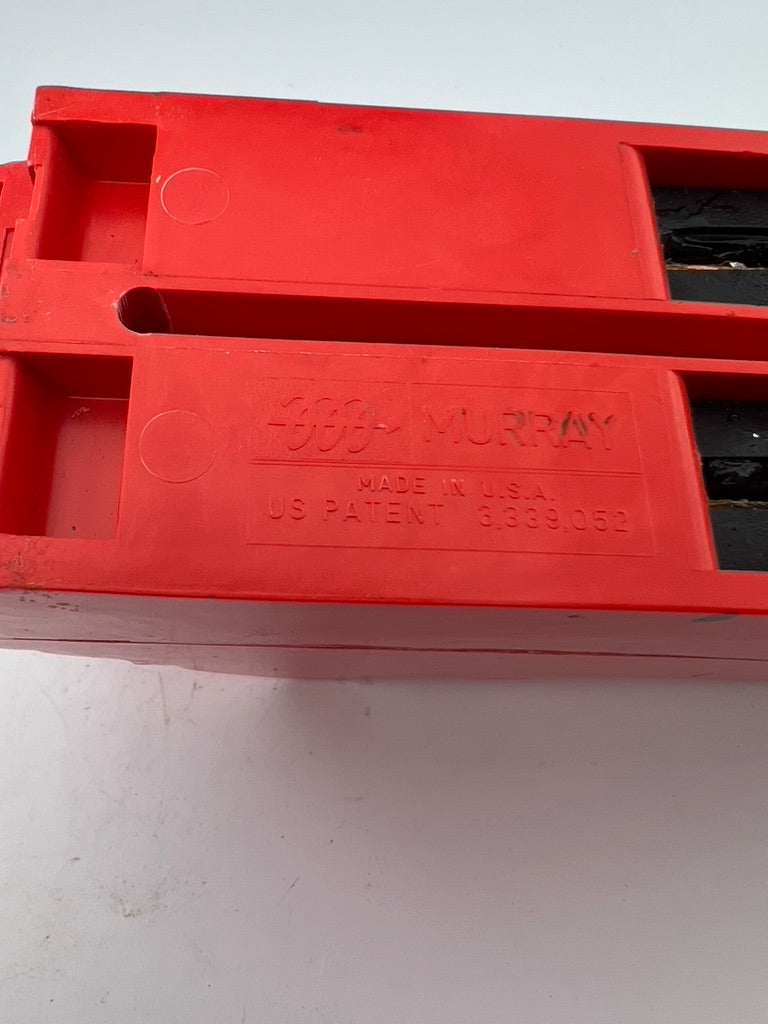 MURRAY
MADE IN U.S.A.
US PATENT 3,339,052